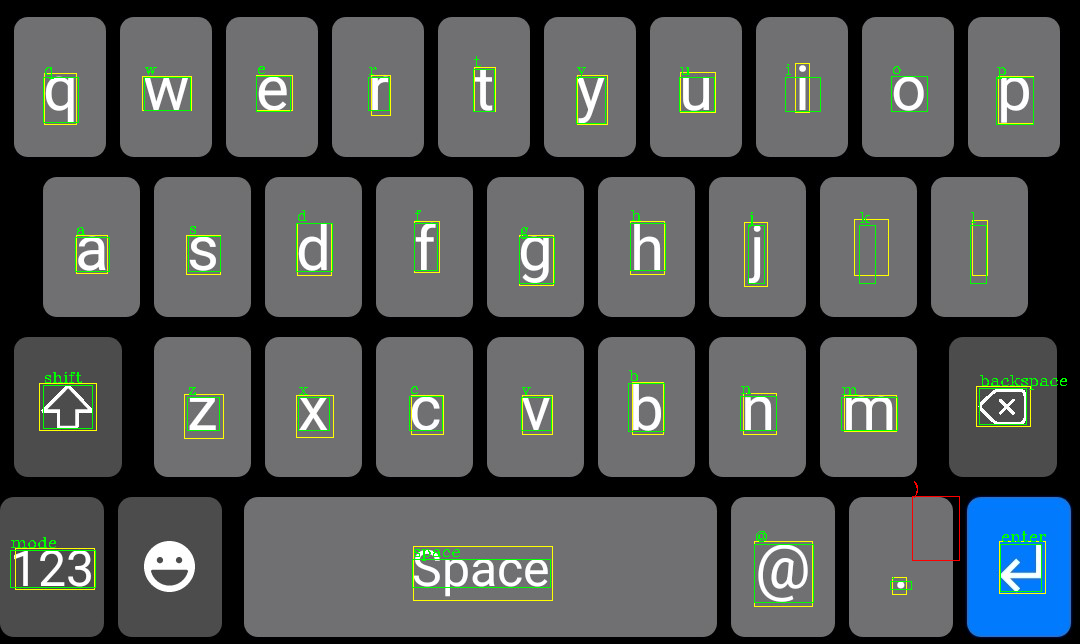 q w e r t y u i o p
q w e r t y u i o p
a s d f g h j k l
a s d f g h j
shift z x c v b n m backspace
z x c v b n m
mode space @ ) enter
123 Space @ .